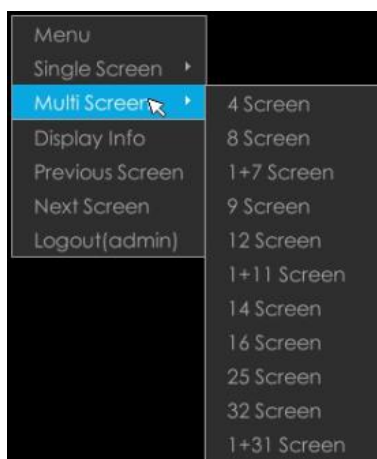 Menu
Single Screen
Multi Screen
Display Info
Previous Screen
Next Screen
Logout(admin)
4 Screen
8 Screen
1+7 Screen
9 Screen
12 Screen
1+11 Screen
14 Screen
16 Screen
25 Screen
32 Screen
1+31 Screen